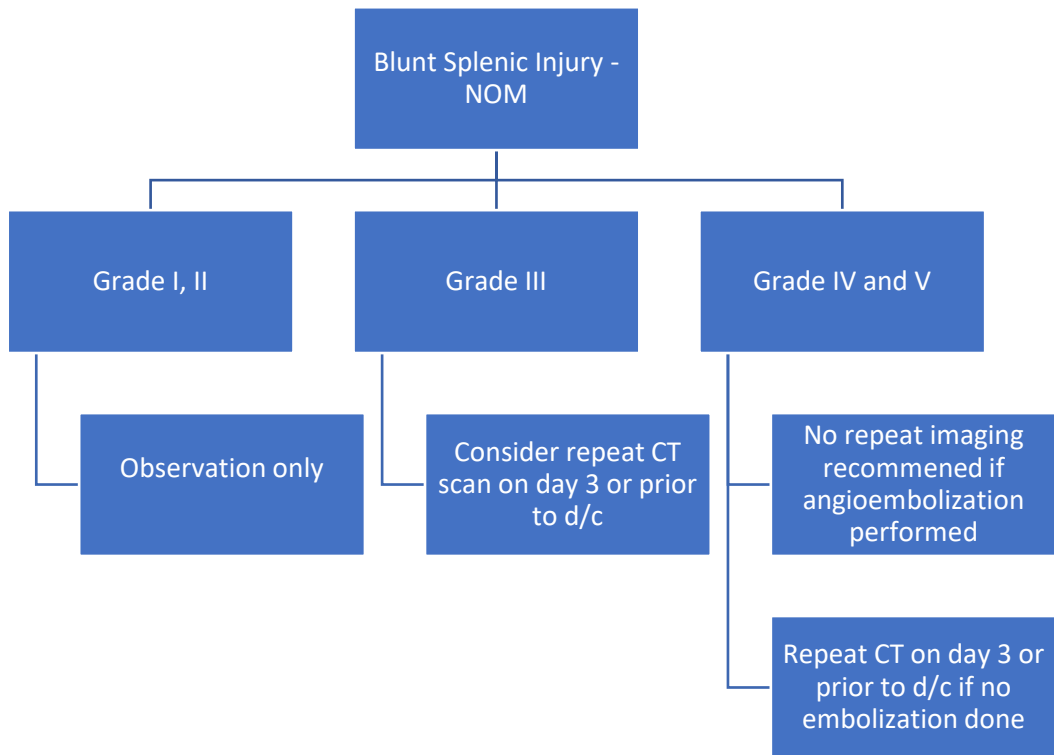 Blunt Splenic Injury -
NOM
Grade I, II
Grade III
Grade IV and V
Observation only
Consider repeat CT
scan on day 3 or prior
to d/c
No repeat imaging
recommened if
angioembolization
performed
Repeat CT on day 3 or
prior to d/c if no
embolization done